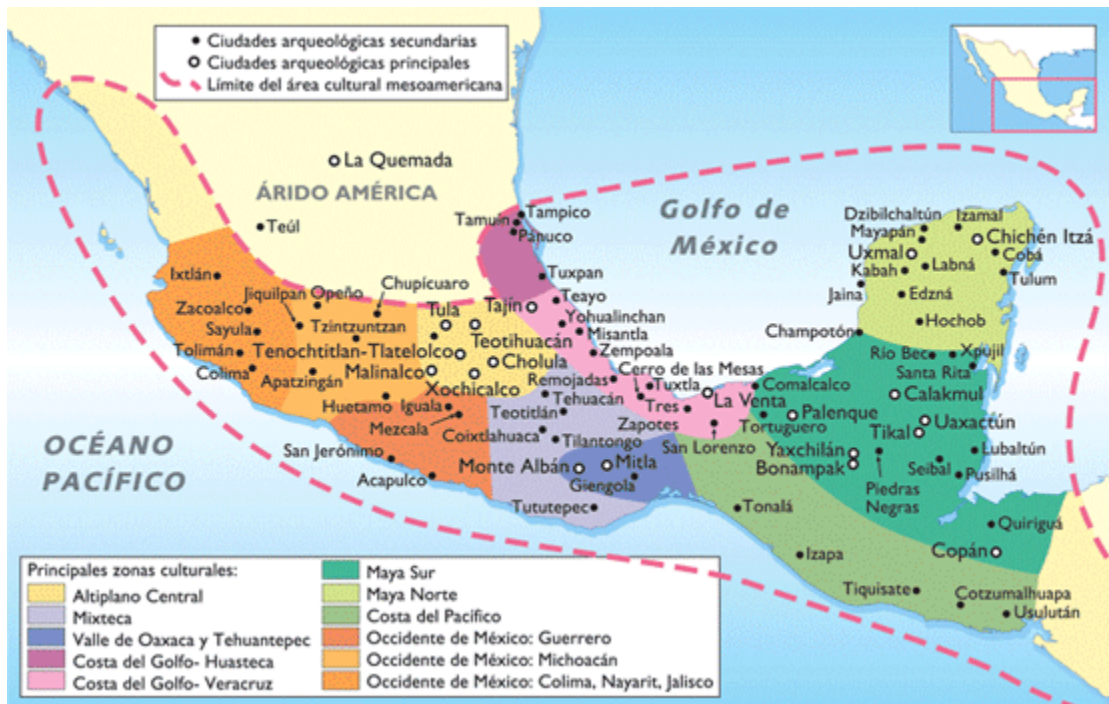 Ciudades arqueológicas secundarias
Ciudades arqueológicas principales
Límite del área cultural mesoamericana
La Quemada
ÁRIDO AMÉRICA
Teúl
Golfo de
México
Tamuín
Tampico
Pánuco
Tuxpan
Dzibilchaltún
Izamal
Mayapán
Chichén Itzá
Uxmal
Cobá
Kabah
Labná
Tulum
Jaina
Edzná
Hochob
Champotón
Ixtlán
Jiquilpan
Opeño
Chupícuaro
Zacoalco
Tzintzuntzan
Sayula
Tolimán
Colima
Apatzingán
Tula
Teotihuacán
Tenochtitlan-Tlatelolco
Cholula
Malinalco
Xochicalco
Tajín
Teayo
Yohualinchan
Misantla
Zempoala
Cerro de las Mesas
Remojadas
Tuxtla
La Venta
Comalcalco
Tehuacán
Tres
Zapotes
Teotitlán
San Lorenzo
Tortuguero
Palenque
Río Bec
Xpujil
Santa Rita
Calakmul
Uaxactún
Tikal
Yaxchilán
Bonampak
Piedras
Negras
Seibal
Lubaltún
Pusilhá
Huetamo
Iguala
Mezcala
Coixtlahuaca
Tilantongo
San Jerónimo
Acapulco
Monte Albán
Mitla
Giengola
Tututepec
OCÉANO
PACÍFICO
Tonalá
Izapa
Quiriguá
Copán
Tiquisate
Cotzumalhuapa
Usulután
Principales zonas culturales:
Altiplano Central
Mixteca
Valle de Oaxaca y Tehuantepec
Costa del Golfo- Huasteca
Costa del Golfo- Veracruz
Maya Sur
Maya Norte
Costa del Pacífico
Occidente de México: Guerrero
Occidente de México: Michoacán
Occidente de México: Colima, Nayarit, Jalisco